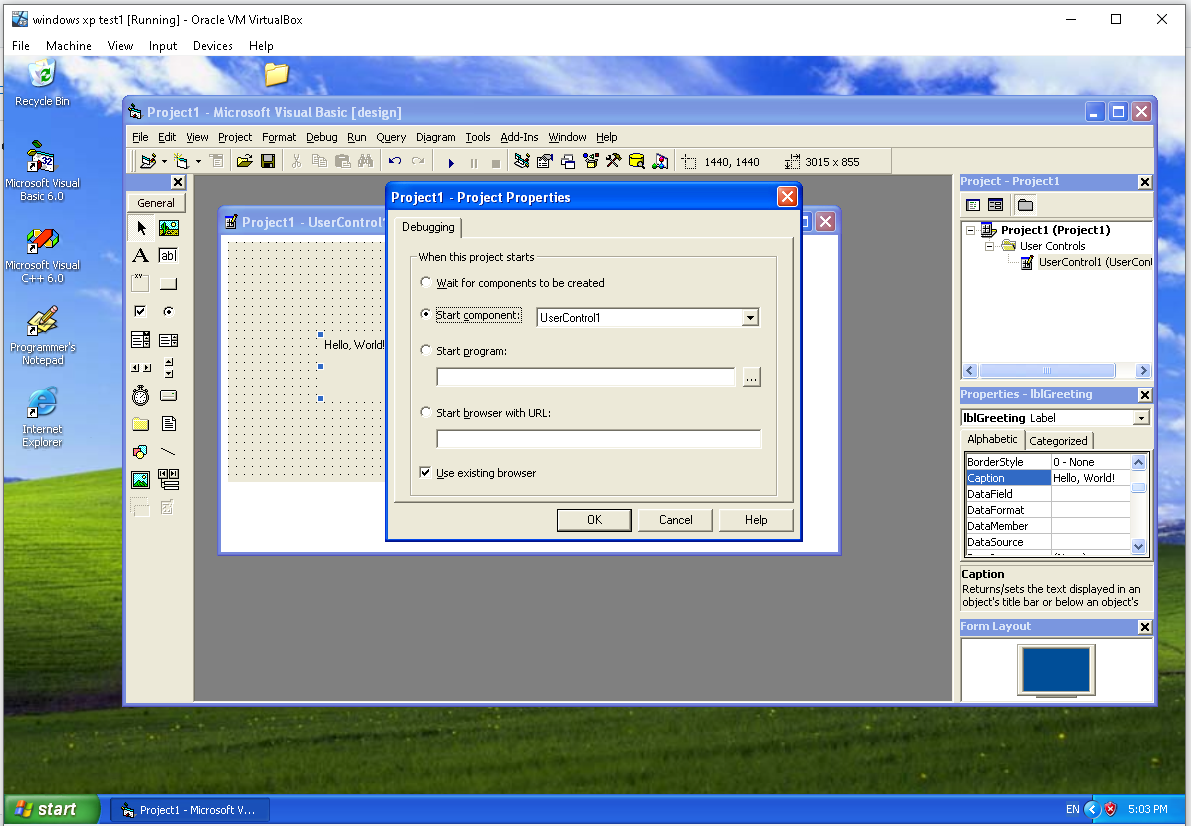 windows xp test1 [Running] - Oracle VM VirtualBox
File Machine View Input Devices Help
Recycle Bin
Microsoft Visual Basic 6.0
Microsoft Visual C++ 6.0
Programmer's Notepad
Internet Explorer
Project1 - Microsoft Visual Basic [design]
File Edit View Project Format Debug Run Query Diagram Tools Add-Ins Window Help
1440, 1440 3015 x 855
General
A ab|
Project1 - UserControl1
Hello, World!
Project1 - Project Properties
Debugging
When this project starts
Wait for components to be created
Start component:
UserControl1
Start program:
...
Start browser with URL:
Use existing browser
OK Cancel Help
Project - Project1
Project1 (Project1)
User Controls
UserControl1 (UserCont
Properties - lblGreeting
lblGreeting Label
Alphabetic Categorized
BorderStyle 0 - None
Caption Hello, World!
DataField
DataFormat
DataMember
DataSource
Caption
Returns/sets the text displayed in an
object's title bar or below an object's
Form Layout
start
Project1 - Microsoft V...
EN 5:03 PM